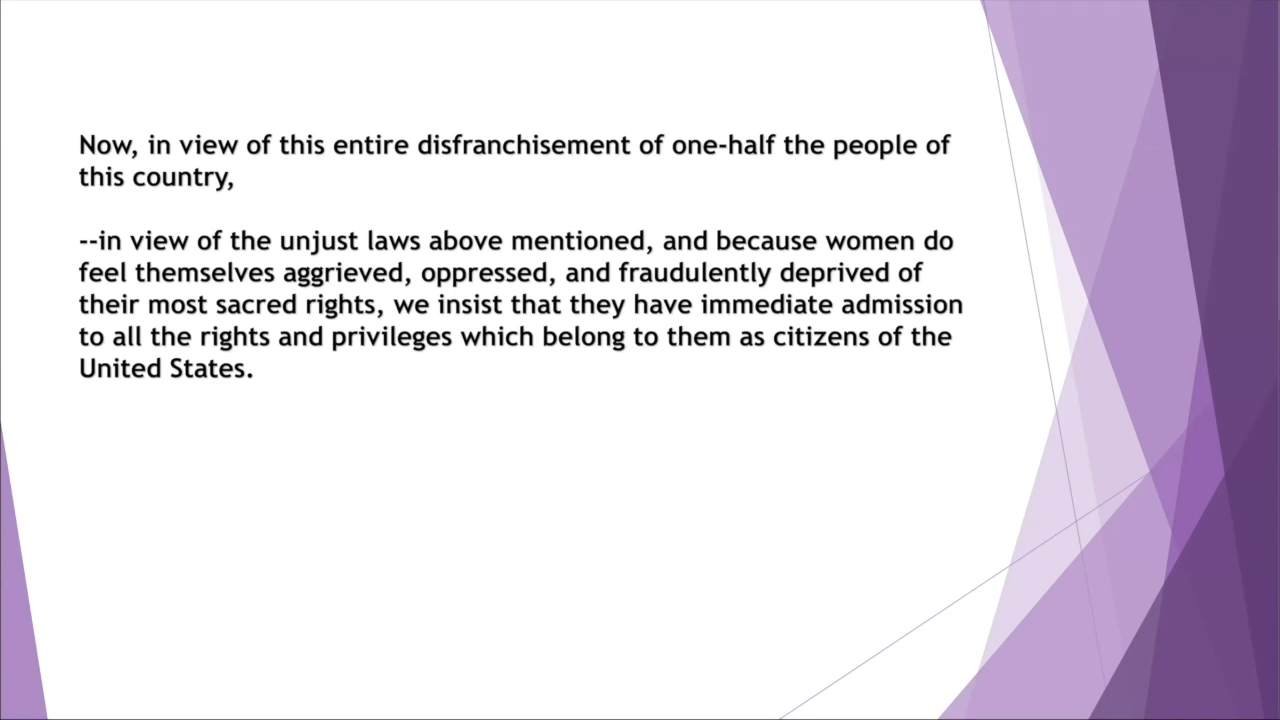 Now, in view of this entire disfranchisement of one-half the people of
this country,
--in view of the unjust laws above mentioned, and because women do
feel themselves aggrieved, oppressed, and fraudulently deprived of
their most sacred rights, we insist that they have immediate admission
to all the rights and privileges which belong to them as citizens of the
United States.